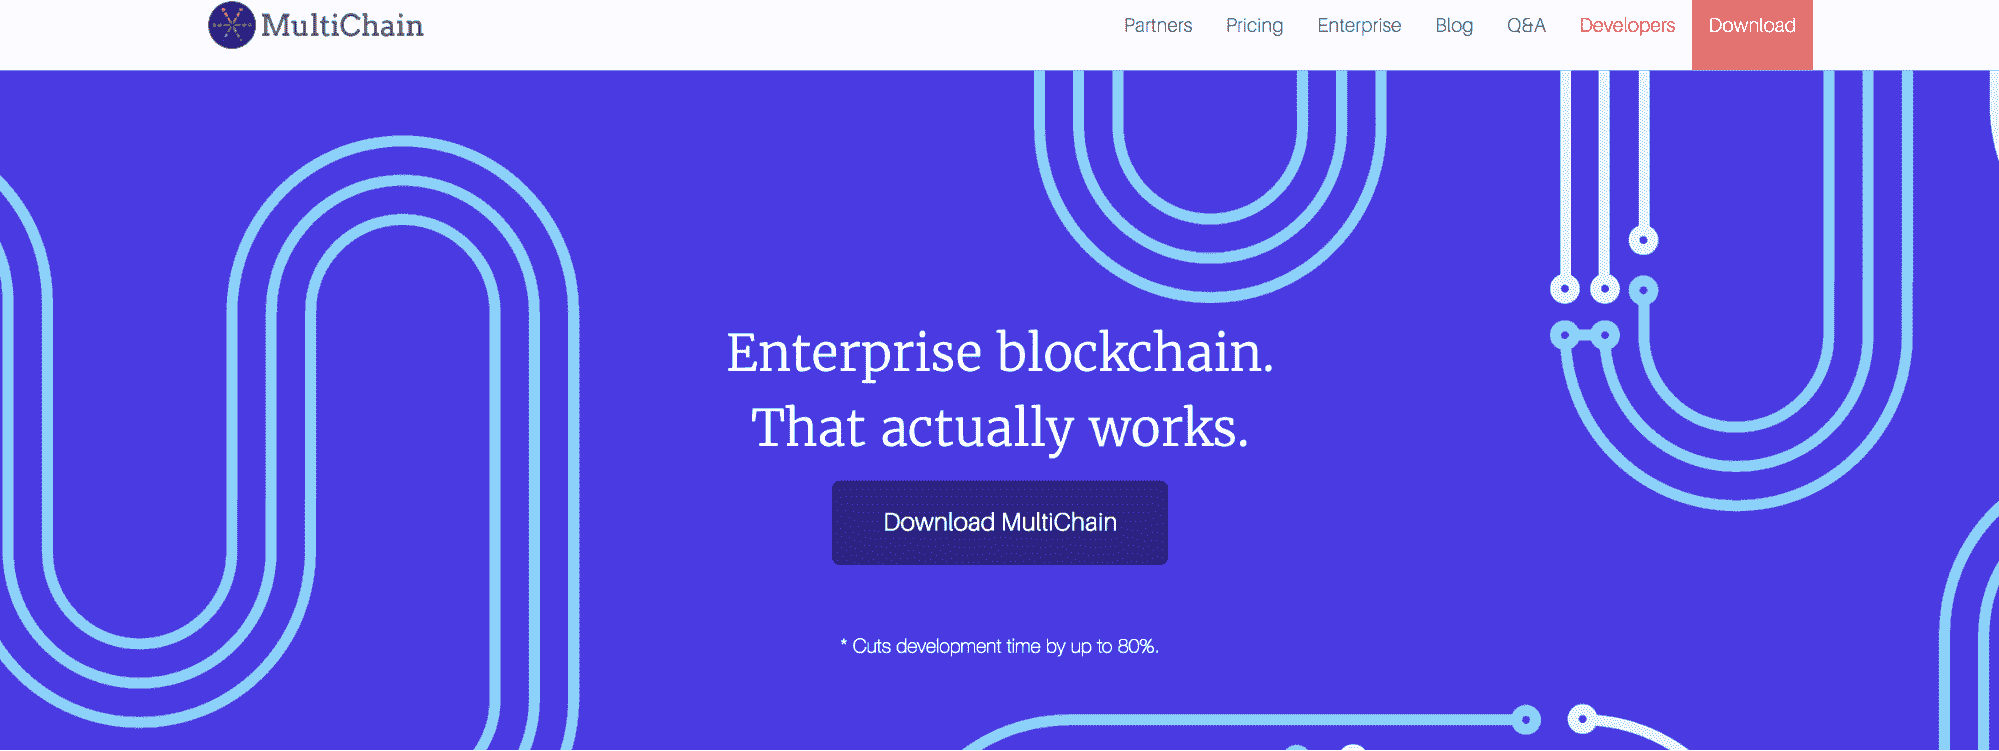 MultiChain
Partners Pricing Enterprise Blog Q&A Developers Download
Enterprise blockchain.
That actually works.
Download MultiChain
* Cuts development time by up to 80%.